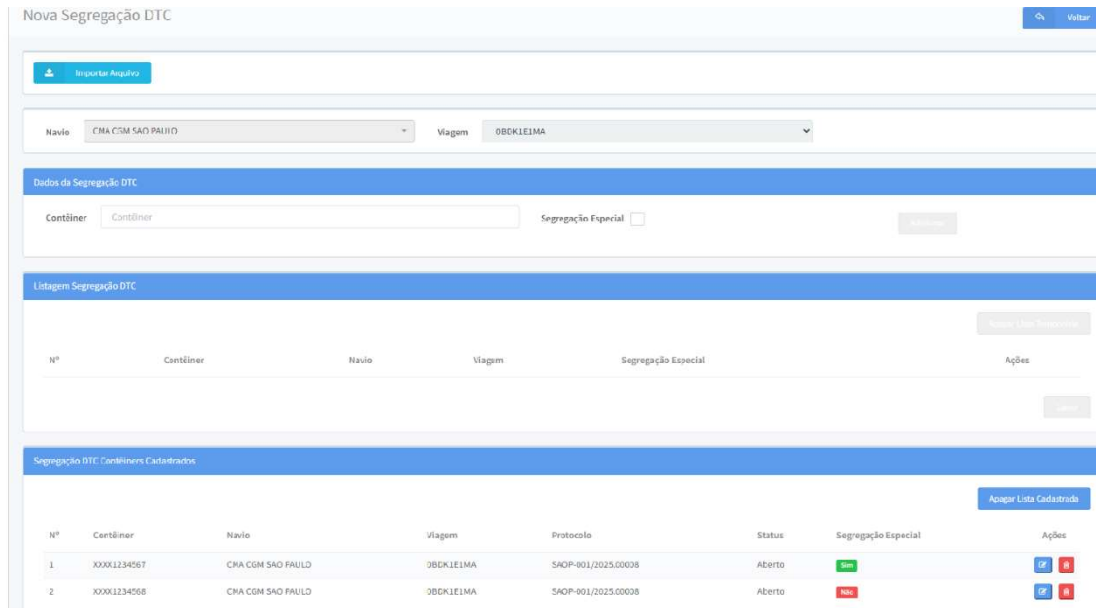 Nova Segregação DTC
Voltar
Importar Arquivo
Navio CMA CGM SAO PAULO Viagem 0BDK1E1MA
Dados da Segregação DTC
Contêiner Contêiner Segregação Especial
Listagem Segregação DTC
Nº Contêiner Navio Viagem Segregação Especial Ações
Segregação DTC Contêiners Cadastrados
Apagar Lista Cadastrada
Nº Contêiner Navio Viagem Protocolo Status Segregação Especial Ações
1 XXXX1234567 CMA CGM SAO PAULO 0BDK1E1MA SAOP-001/2025.00008 Aberto Sim
2 XXXX1234568 CMA CGM SAO PAULO 0BDK1E1MA SAOP-001/2025.00008 Aberto Não